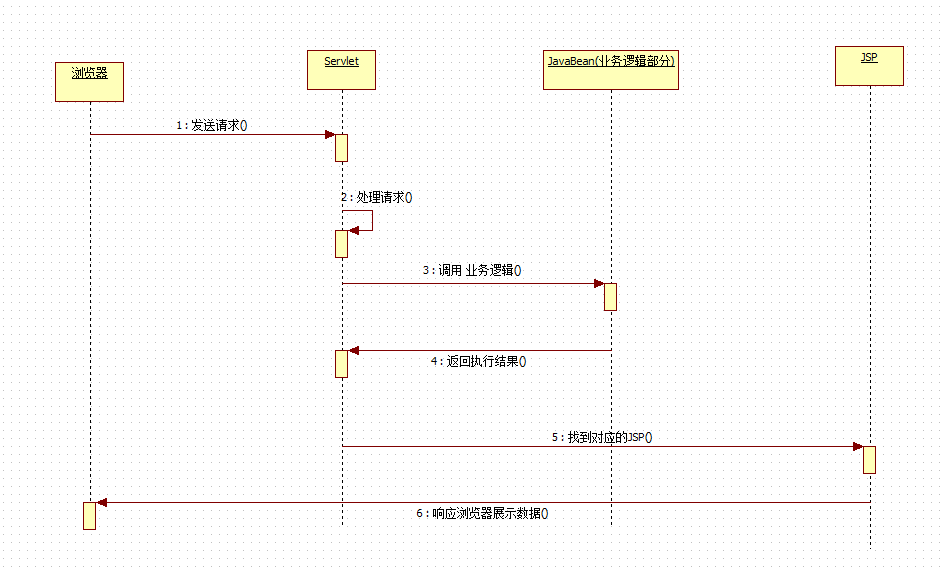 浏览器
Servlet
JavaBean(业务逻辑部分)
JSP
1 : 发送请求()
2 : 处理请求()
3 : 调用 业务逻辑()
4 : 返回执行结果()
5 : 找到对应的JSP()
6 : 响应浏览器展示数据()